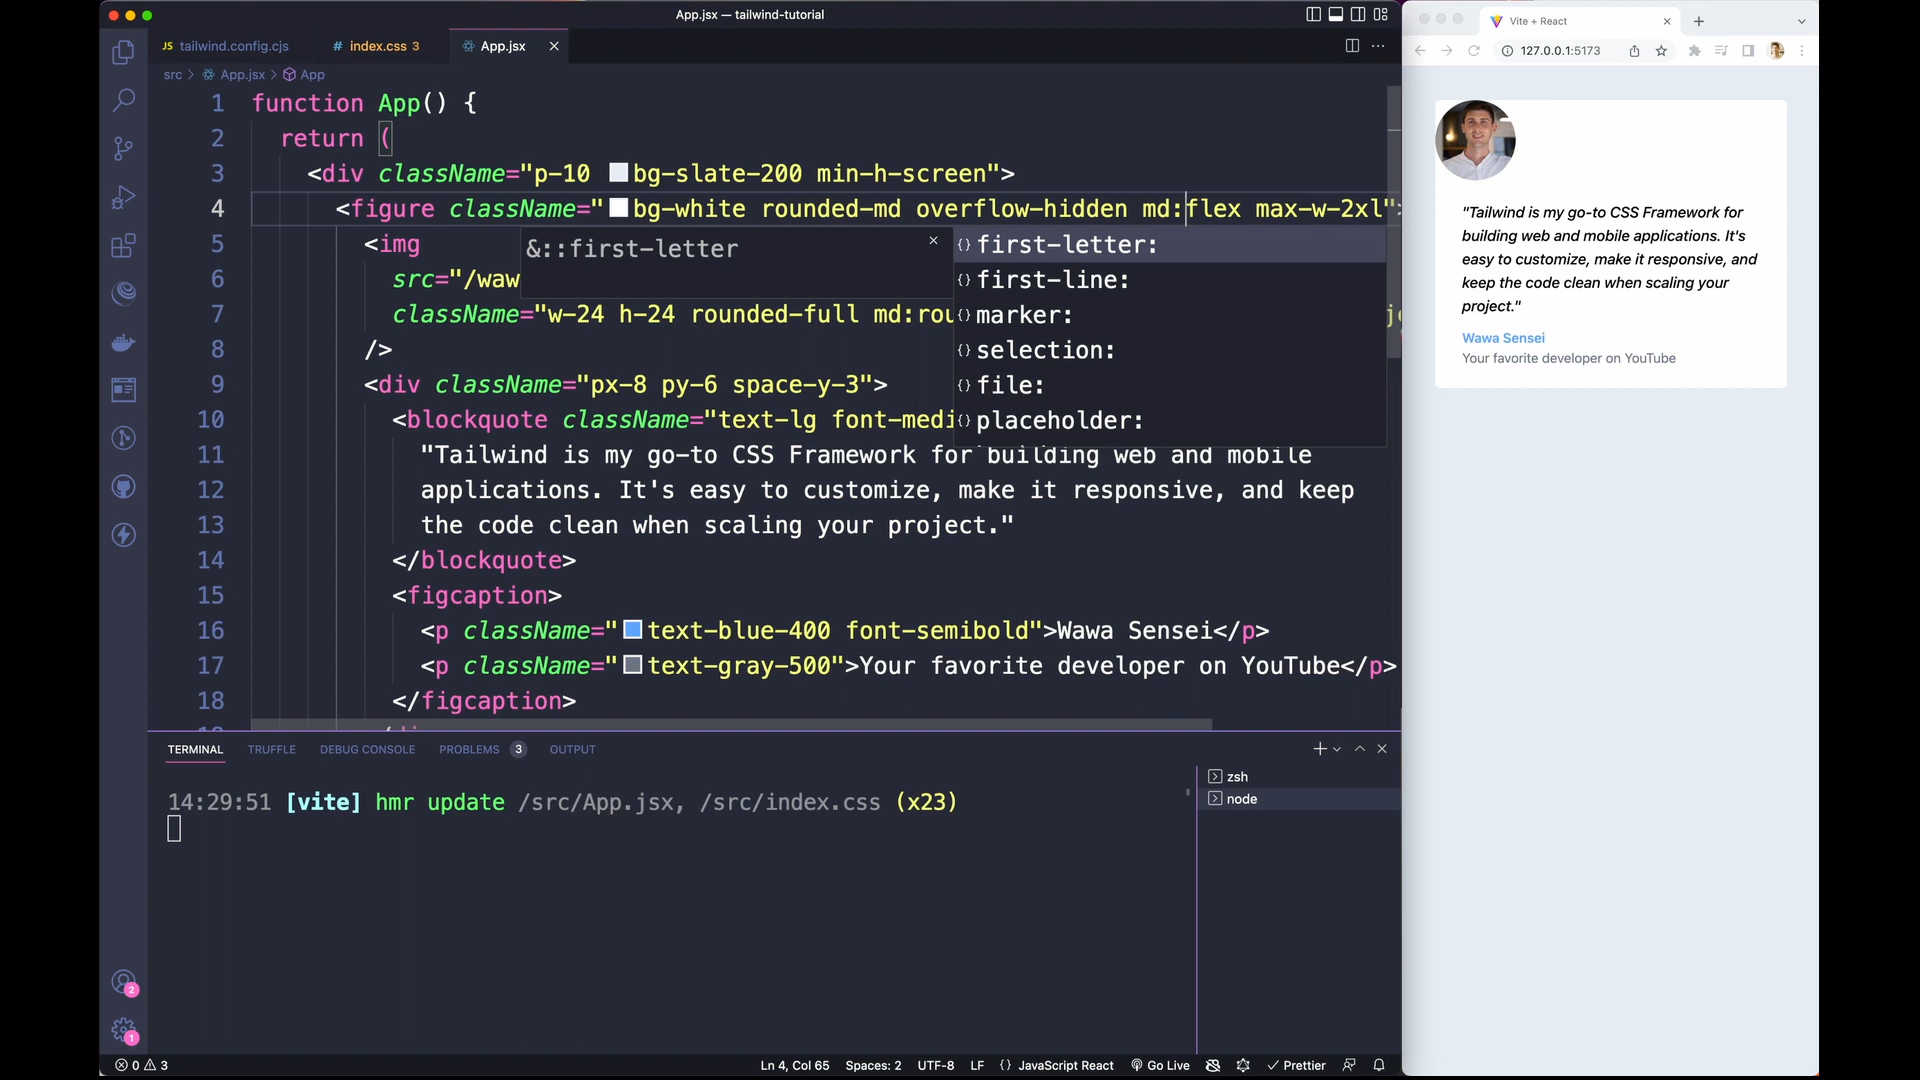 App.jsx — tailwind-tutorial
JS tailwind.config.cjs
# index.css 3
App.jsx
src > App.jsx > App
1 function App() {
2 return (
3 <div className="p-10 bg-slate-200 min-h-screen">
4 <figure className="bg-white rounded-md overflow-hidden md:flex max-w-2xl">
5 <img
6 src="/waw
7 className="w-24 h-24 rounded-full md:rou
8 />
9 <div className="px-8 py-6 space-y-3">
10 <blockquote className="text-lg font-medi
11 "Tailwind is my go-to CSS Framework for building web and mobile
12 applications. It's easy to customize, make it responsive, and keep
13 the code clean when scaling your project."
14 </blockquote>
15 <figcaption>
16 <p className="text-blue-400 font-semibold">Wawa Sensei</p>
17 <p className="text-gray-500">Your favorite developer on YouTube</p>
18 </figcaption>
&::first-letter
{} first-letter:
{} first-line:
{} marker:
{} selection:
{} file:
{} placeholder:
TERMINAL TRUFFLE DEBUG CONSOLE PROBLEMS 3 OUTPUT
14:29:51 [vite] hmr update /src/App.jsx, /src/index.css (x23)
zsh
node
2
1
0 3
Ln 4, Col 65 Spaces: 2 UTF-8 LF {} JavaScript React Go Live Prettier
Vite + React
127.0.0.1:5173
"Tailwind is my go-to CSS Framework for
building web and mobile applications. It's
easy to customize, make it responsive, and
keep the code clean when scaling your
project."
Wawa Sensei
Your favorite developer on YouTube